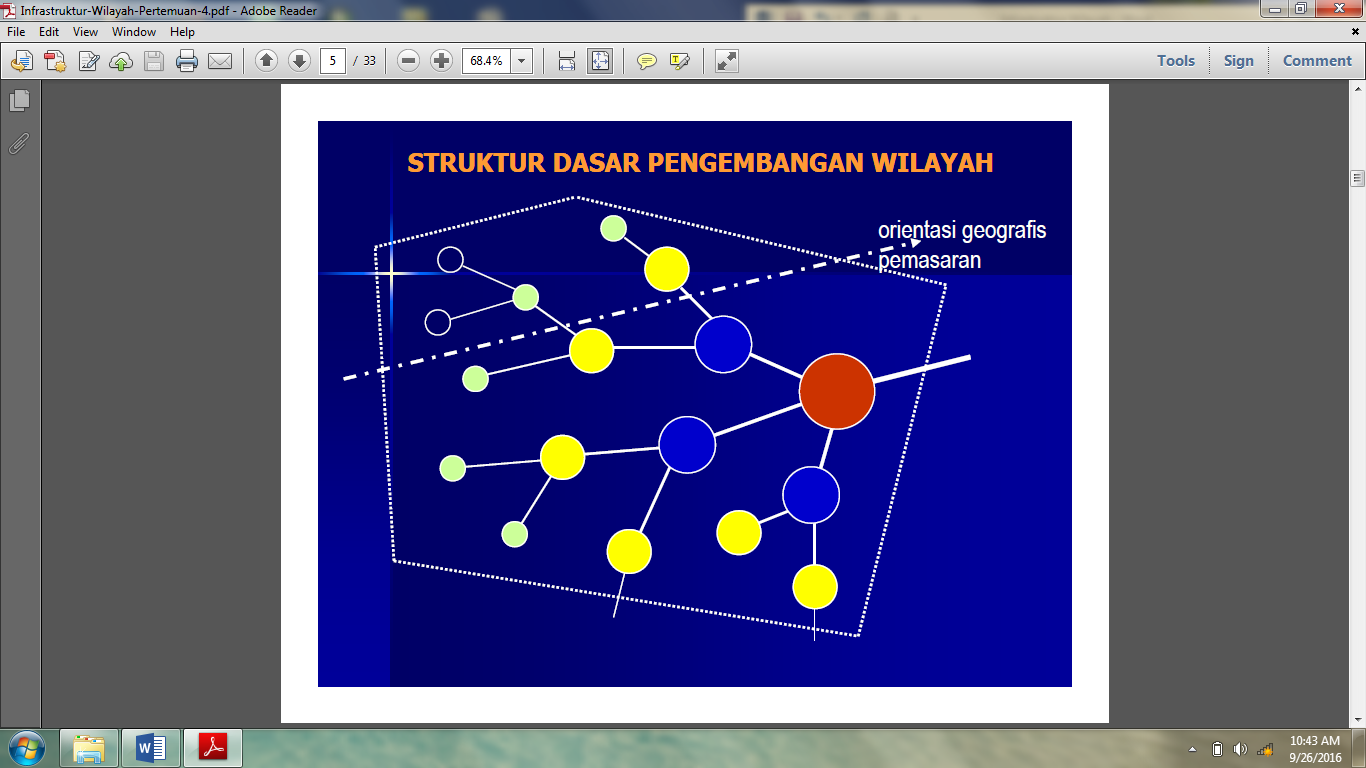 Infrastruktur-Wilayah-Pertemuan-4.pdf - Adobe Reader
File Edit View Window Help
5 / 33 68.4% Tools Sign Comment
STRUKTUR DASAR PENGEMBANGAN WILAYAH
orientasi geografis
pemasaran
10:43 AM
9/26/2016